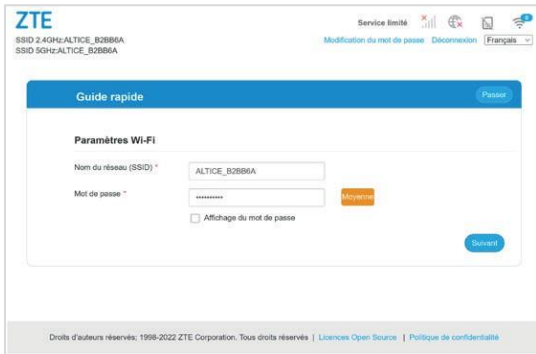 ZTE
SSID 2.4GHz:ALTICE_B2BB6A
SSID 5GHz:ALTICE_B2BB6A
Service limité
0
Modification du mot de passe Déconnexion Français
Guide rapide
Passer
Paramètres Wi-Fi
Nom du réseau (SSID) * ALTICE_B2BB6A
Mot de passe * •••••••••• Moyenne
Affichage du mot de passe
Suivant
Droits d'auteurs réservés; 1998-2022 ZTE Corporation. Tous droits réservés | Licences Open Source | Politique de confidentialité